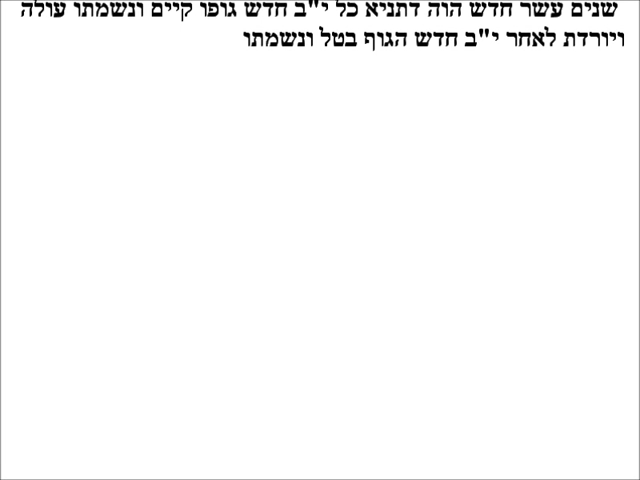 שנים עשר חדש הוה דתניא כל י"ב חדש גופו קיים ונשמתו עולה
ויורדת לאחר י"ב חדש הגוף בטל ונשמתו